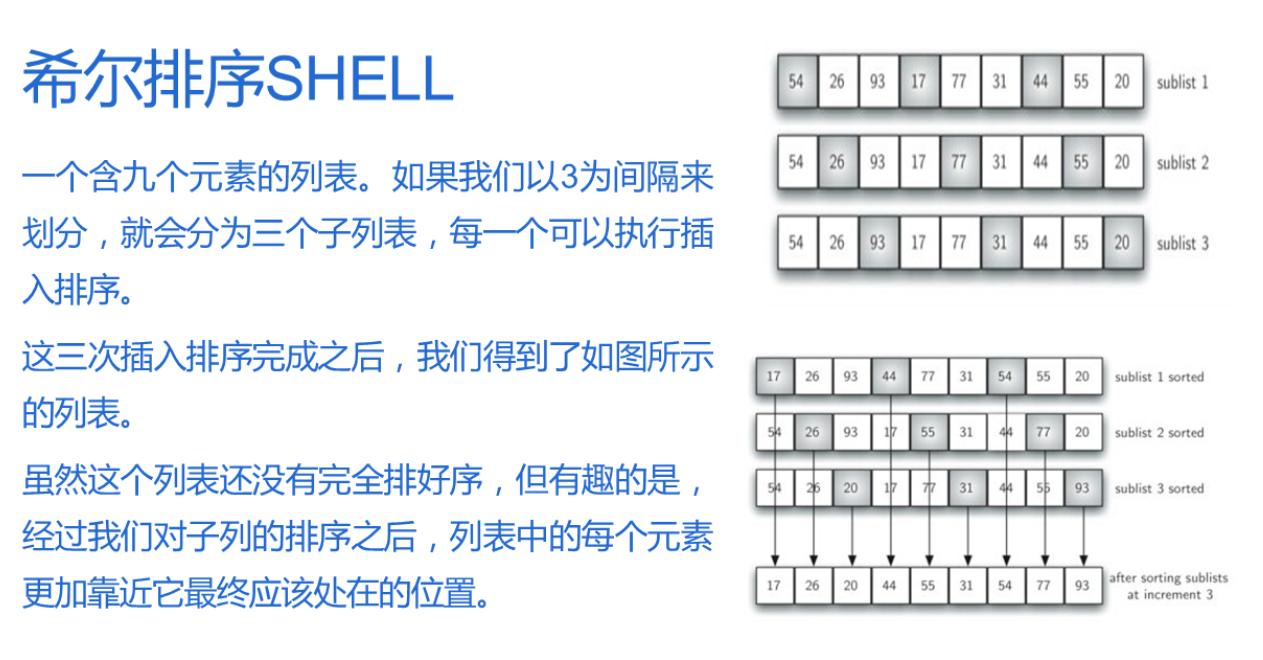 希尔排序SHELL
一个含九个元素的列表。如果我们以3为间隔来
划分，就会分为三个子列表，每一个可以执行插
入排序。
这三次插入排序完成之后，我们得到了如图所示
的列表。
虽然这个列表还没有完全排好序，但有趣的是，
经过我们对子列的排序之后，列表中的每个元素
更加靠近它最终应该处在的位置。
54 26 93 17 77 31 44 55 20 sublist 1
54 26 93 17 77 31 44 55 20 sublist 2
54 26 93 17 77 31 44 55 20 sublist 3
17 26 93 44 77 31 54 55 20 sublist 1 sorted
54 26 93 17 55 31 44 77 20 sublist 2 sorted
54 26 20 17 77 31 44 55 93 sublist 3 sorted
17 26 20 44 55 31 54 77 93 after sorting sublists
at increment 3